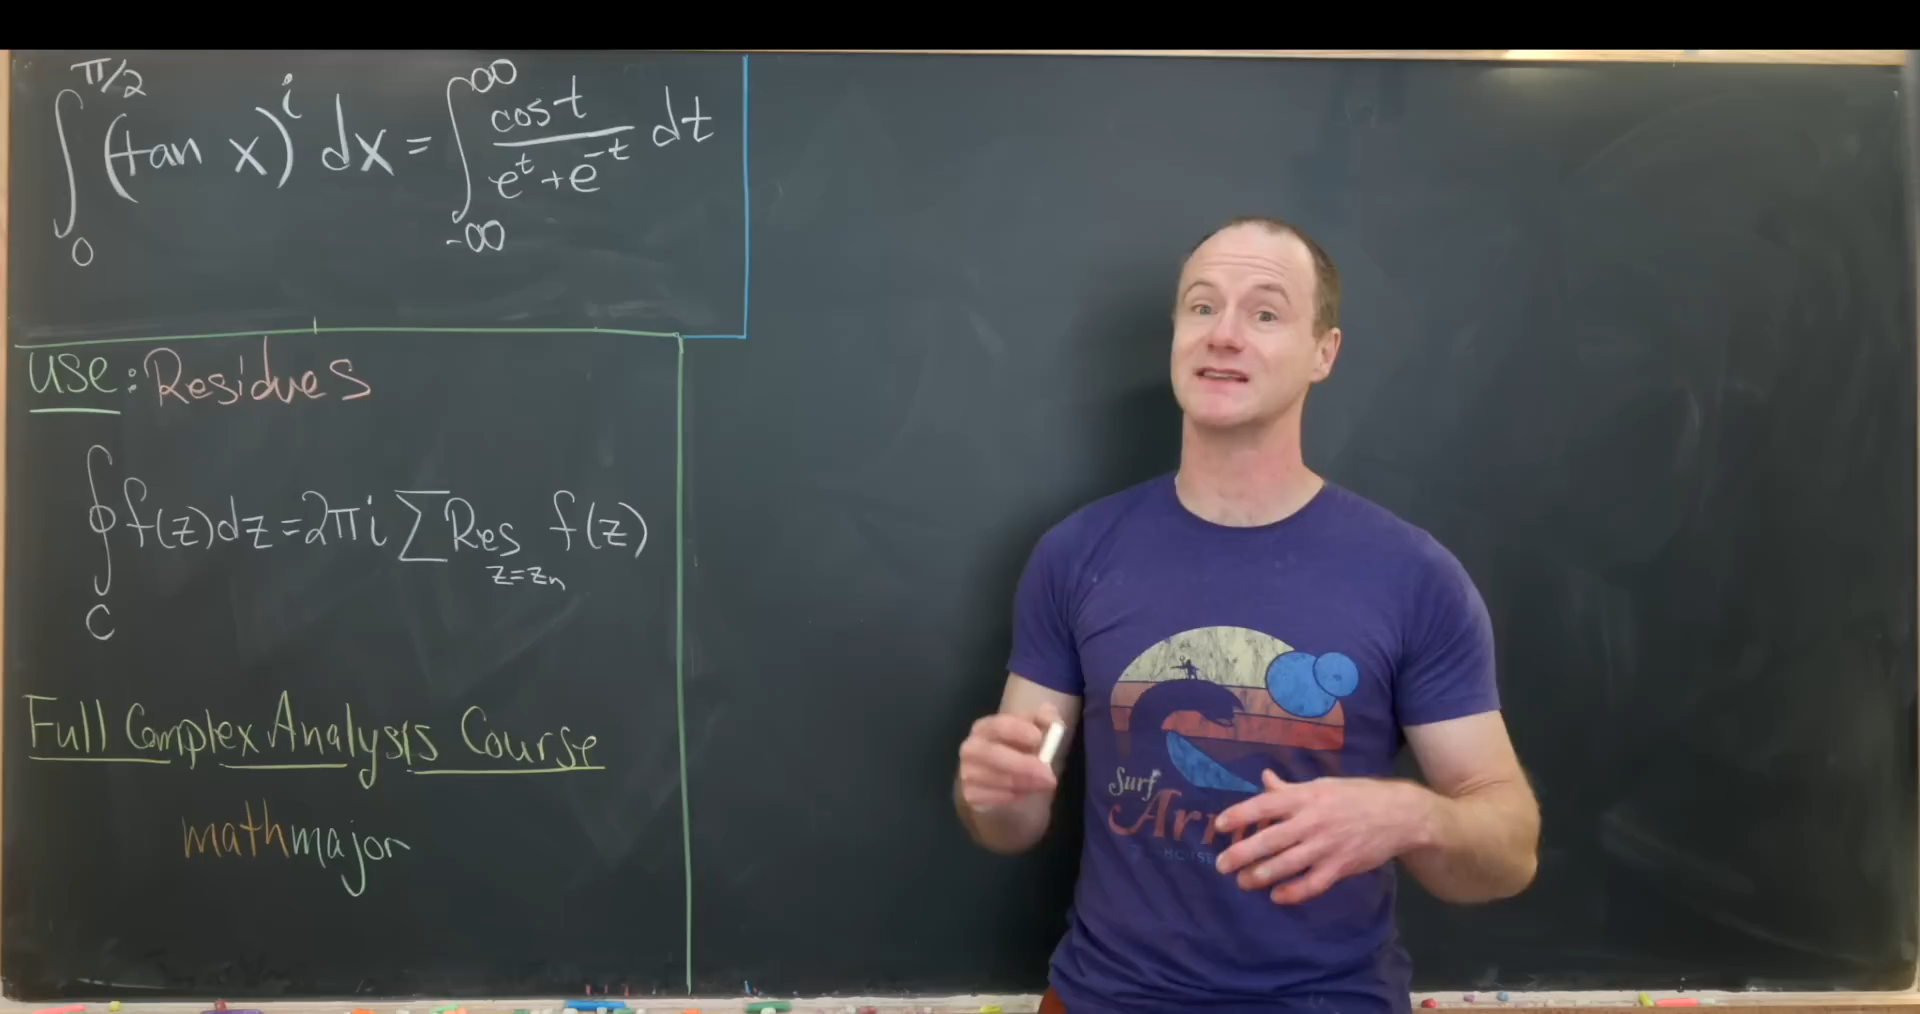 ∫₀^{π/2} (tan x)^i dx = ∫_{-∞}^{∞} cos t / (e^t + e^{-t}) dt
use: Residues
∮_C f(z)dz = 2πi ∑ Res_{z=z_n} f(z)
Full Complex Analysis Course
mathmajor
Surf